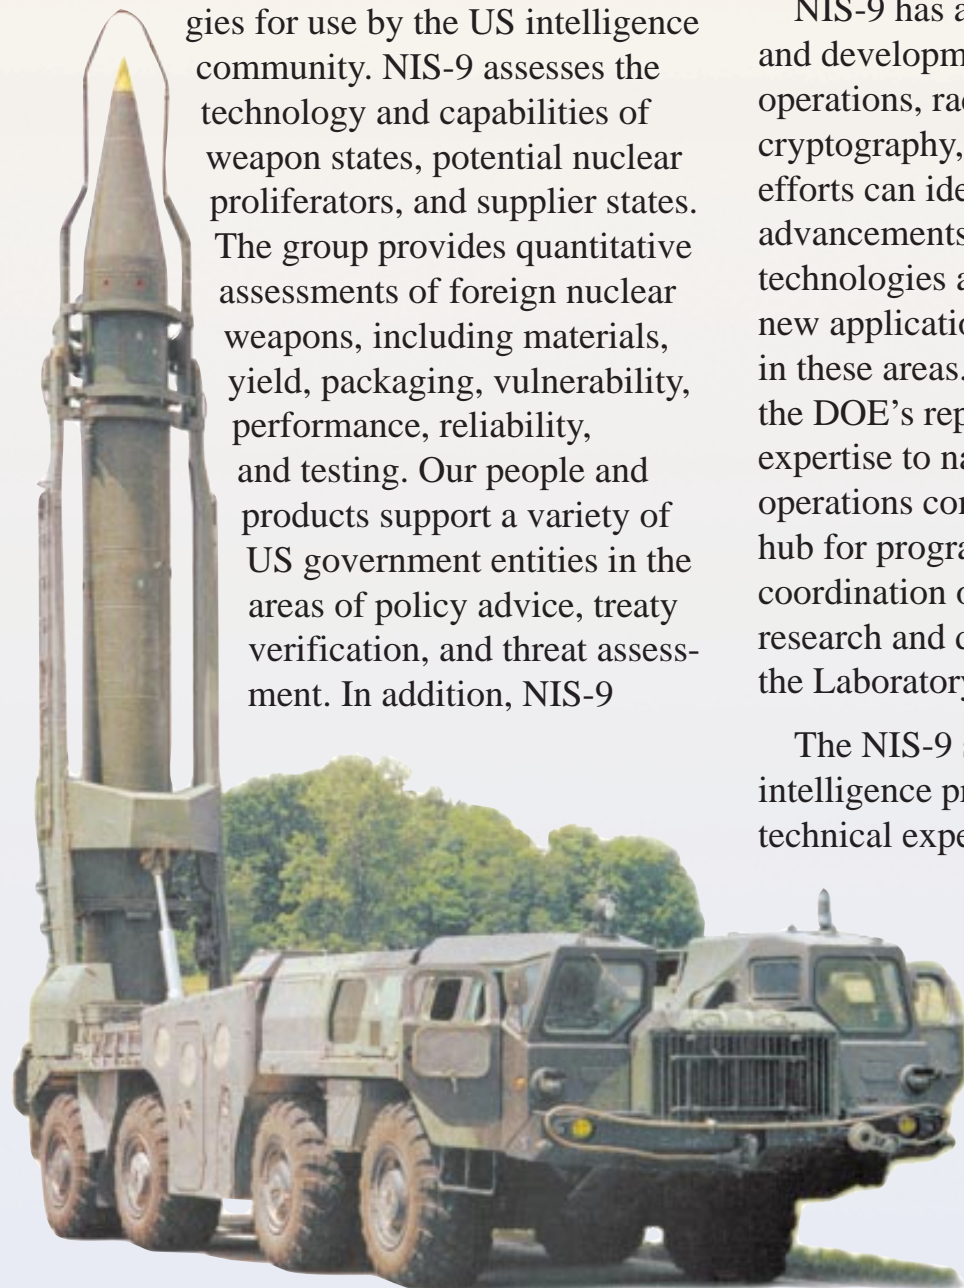 gies for use by the US intelligence
community. NIS-9 assesses the
technology and capabilities of
weapon states, potential nuclear
proliferators, and supplier states.
The group provides quantitative
assessments of foreign nuclear
weapons, including materials,
yield, packaging, vulnerability,
performance, reliability,
and testing. Our people and
products support a variety of
US government entities in the
areas of policy advice, treaty
verification, and threat assess-
ment. In addition, NIS-9
NIS-9 has a
and developm
operations, rad
cryptography,
efforts can ide
advancements
technologies a
new applicatio
in these areas.
the DOE’s rep
expertise to na
operations con
hub for progra
coordination o
research and d
the Laboratory
The NIS-9 s
intelligence pr
technical expe